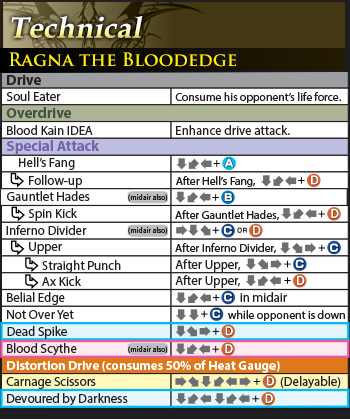 Technical
RAGNA THE BLOODEDGE
Drive
Soul Eater Consume his opponent's life force.
Overdrive
Blood Kain IDEA Enhance drive attack.
Special Attack
Hell's Fang ⬇↙⬅+A
Follow-up After Hell's Fang, ⬇↙⬅+D
Gauntlet Hades (midair also) ⬇↙⬅+B
Spin Kick After Gauntlet Hades, ⬇↙⬅+D
Inferno Divider (midair also) ➡⬇↘+C OR D
Upper After Inferno Divider, ⬇↘➡+C
Straight Punch After Upper, ⬇↘➡+C
Ax Kick After Upper, ⬇↙⬅+D
Belial Edge ⬇↙⬅+C in midair
Not Over Yet ⬇⬇+C while opponent is down
Dead Spike ⬇↘➡+D
Blood Scythe (midair also) ⬇↙⬅+D
Distortion Drive (consumes 50% of Heat Gauge)
Carnage Scissors ➡↘⬇↙⬅➡+D (Delayable)
Devoured by Darkness ⬇↙⬅⬇↙⬅+D